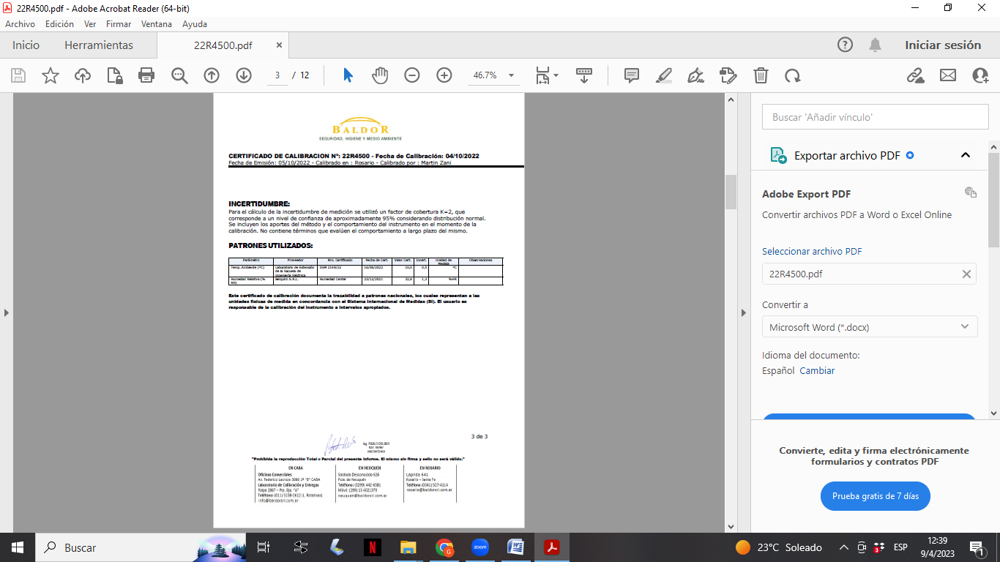 22R4500.pdf - Adobe Acrobat Reader (64-bit)
Archivo Edición Ver Firmar Ventana Ayuda
Inicio Herramientas 22R4500.pdf Iniciar sesión
3 / 12 46.7%
BALDOR
SEGURIDAD, HIGIENE Y MEDIO AMBIENTE
CERTIFICADO DE CALIBRACION Nº: 22R4500 - Fecha de Calibración: 04/10/2022
Fecha de Emisión: 05/10/2022 - Calibrado en : Rosario - Calibrado por : Martin Zani
INCERTIDUMBRE:
Para el cálculo de la incertidumbre de medición se utilizó un factor de cobertura K=2, que
corresponde a un nivel de confianza de aproximadamente 95% considerando distribución normal.
Se incluyen los aportes del método y el comportamiento del instrumento en el momento de la
calibración. No contiene términos que evalúen el comportamiento a largo plazo del mismo.
PATRONES UTILIZADOS:
Parámetro Proveedor Nro. Certificado Fecha de Cert. Valor Cert. Incert. Unidad de Medida Observaciones
Temp. Ambiente (ºC) Laboratorio de Extensión de la Escuela de Ingeniería Eléctrica OEM 2149/22 16/06/2022 10,0 0,5 ºC
Humedad Relativa (% RH) S.R.L. Humedad Center 23/12/2021 32,8 1,3 %HR
Este certificado de calibración documenta la trazabilidad a patrones nacionales, los cuales representan a las
unidades físicas de medida en concordancia con el Sistema Internacional de Medidas (SI). El usuario es
responsable de la calibración del instrumento a intervalos apropiados.
3 de 3
Ing. PABLO DOLBER
"Prohibida la reproducción Total o Parcial del presente Informe. El mismo sin firma y sello no será válido."
EN CABA
Oficinas Comerciales
Av. Federico Lacroze 3080 1º "B" CABA
Laboratorio de Calibración y Entregas
Palpa 2867 – Pta. Bja. "A"
Teléfono: (011) 5238-2612 (L. Rotativas)
info@baldorsrl.com.ar
EN NEUQUEN
Soldado Desconocido 626
Pcia. de Neuquén
Teléfono: (0299) 442-6581
Móvil: (299) 15 4021379
neuquen@baldorsrl.com.ar
EN ROSARIO
Laprida 641
Rosario – Santa Fe
Teléfono (0341) 527-4114
rosario@baldorsrl.com.ar
Buscar 'Añadir vínculo'
Exportar archivo PDF
Adobe Export PDF
Convertir archivos PDF a Word o Excel Online
Seleccionar archivo PDF
22R4500.pdf
Convertir a
Microsoft Word (*.docx)
Idioma del documento:
Español Cambiar
Convierte, edita y firma electrónicamente
formularios y contratos PDF
Prueba gratis de 7 días
Buscar
zoom
23°C Soleado
ESP
12:39
9/4/2023